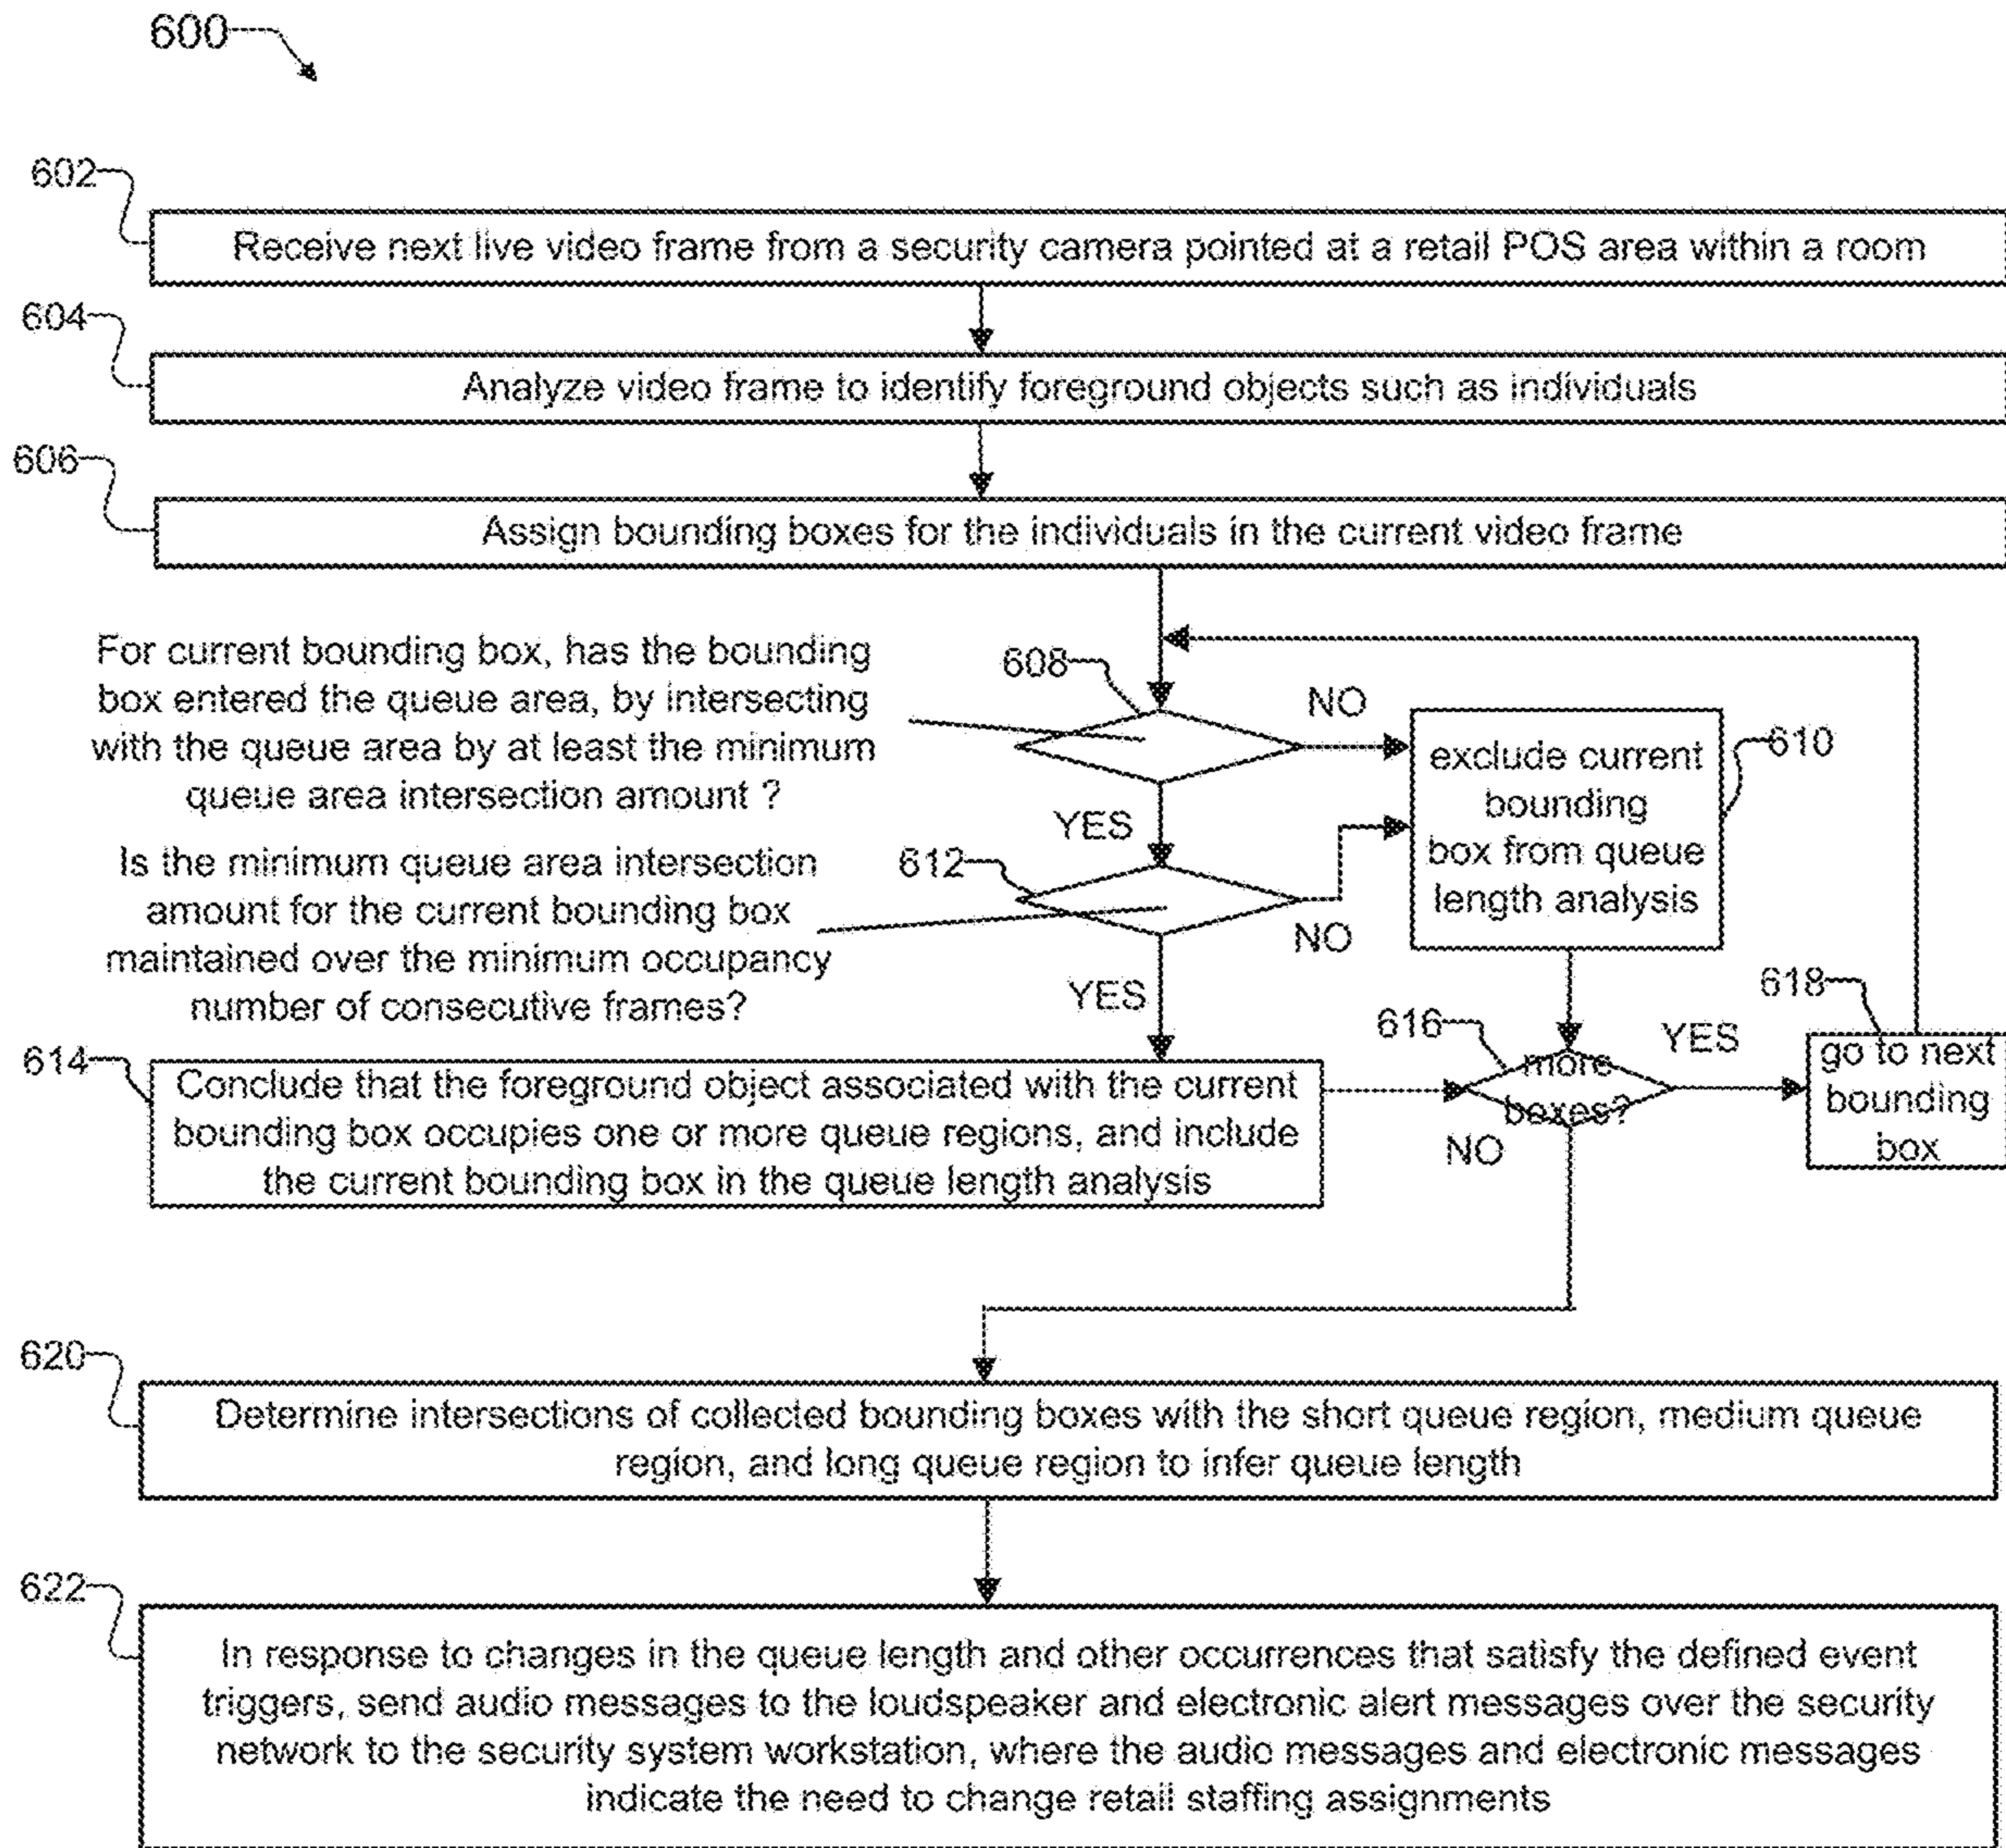 600
602
Receive next live video frame from a security camera pointed at a retail POS area within a room
604
Analyze video frame to identify foreground objects such as individuals
606
Assign bounding boxes for the individuals in the current video frame
For current bounding box, has the bounding
box entered the queue area, by intersecting
with the queue area by at least the minimum
queue area intersection amount ?
608
NO
YES
exclude current
bounding
box from queue
length analysis
610
Is the minimum queue area intersection
amount for the current bounding box
maintained over the minimum occupancy
number of consecutive frames?
612
NO
YES
614
Conclude that the foreground object associated with the current
bounding box occupies one or more queue regions, and include
the current bounding box in the queue length analysis
616
more
boxes?
YES
NO
618
go to next
bounding
box
620
Determine intersections of collected bounding boxes with the short queue region, medium queue
region, and long queue region to infer queue length
622
In response to changes in the queue length and other occurrences that satisfy the defined event
triggers, send audio messages to the loudspeaker and electronic alert messages over the security
network to the security system workstation, where the audio messages and electronic messages
indicate the need to change retail staffing assignments